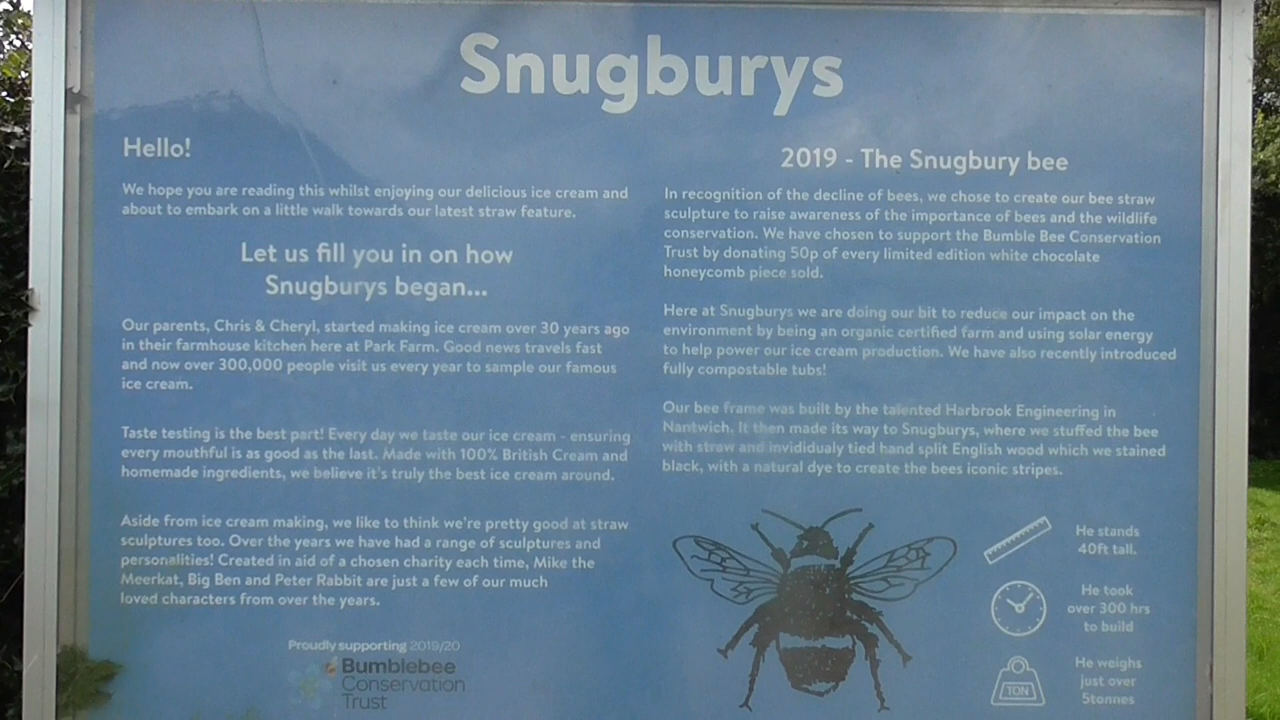 Snugburys
Hello!
We hope you are reading this whilst enjoying our delicious ice cream and
about to embark on a little walk towards our latest straw feature.
Let us fill you in on how
Snugburys began...
Our parents, Chris & Cheryl, started making ice cream over 30 years ago
in their farmhouse kitchen here at Park Farm. Good news travels fast
and now over 300,000 people visit us every year to sample our famous
ice cream.
Taste testing is the best part! Every day we taste our ice cream - ensuring
every mouthful is as good as the last. Made with 100% British Cream and
homemade ingredients, we believe it's truly the best ice cream around.
Aside from ice cream making, we like to think we're pretty good at straw
sculptures too. Over the years we have had a range of sculptures and
personalities! Created in aid of a chosen charity each time, Mike the
Meerkat, Big Ben and Peter Rabbit are just a few of our much
loved characters from over the years.
Proudly supporting 2019/20
Bumblebee
Conservation
Trust
2019 - The Snugbury bee
In recognition of the decline of bees, we chose to create our bee straw
sculpture to raise awareness of the importance of bees and the wildlife
conservation. We have chosen to support the Bumble Bee Conservation
Trust by donating 50p of every limited edition white chocolate
honeycomb piece sold.
Here at Snugburys we are doing our bit to reduce our impact on the
environment by being an organic certified farm and using solar energy
to help power our ice cream production. We have also recently introduced
fully compostable tubs!
Our bee frame was built by the talented Harbrook Engineering in
Nantwich. It then made its way to Snugburys, where we stuffed the bee
with straw and invididualy tied hand split English wood which we stained
black, with a natural dye to create the bees iconic stripes.
He stands
40ft tall.
He took
over 300 hrs
to build
TON
He weighs
just over
5tonnes